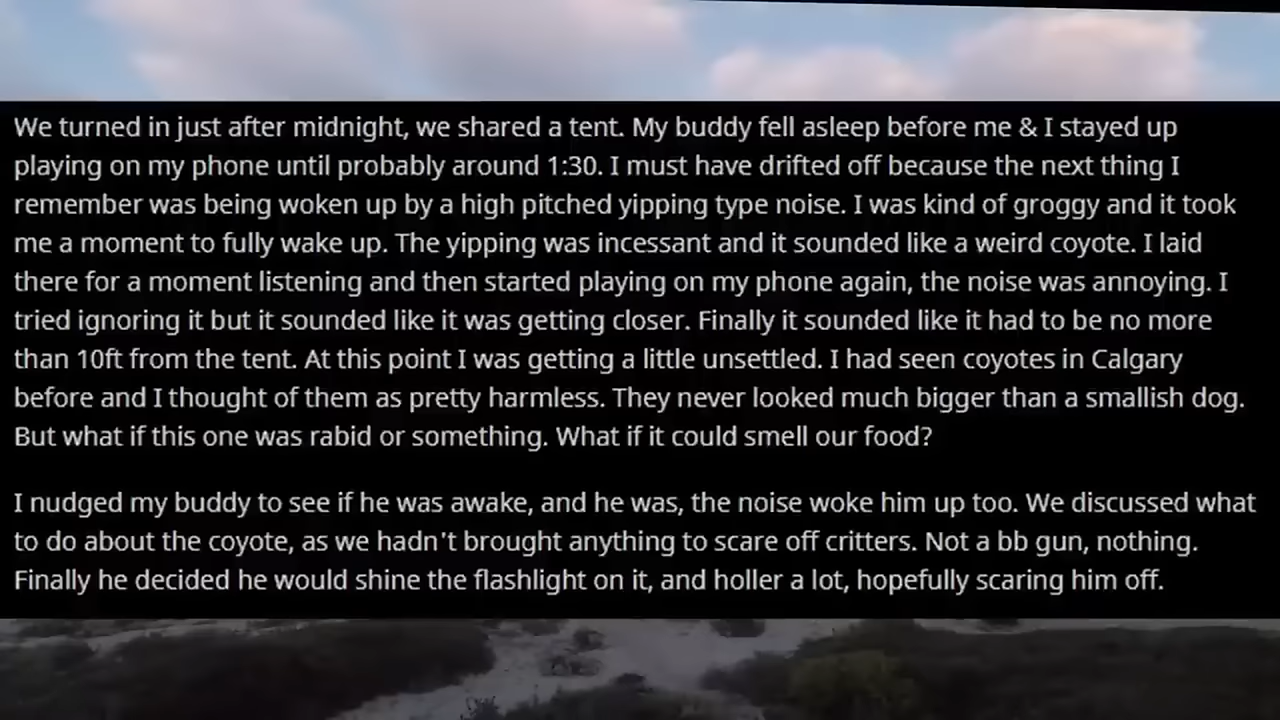 We turned in just after midnight, we shared a tent. My buddy fell asleep before me & I stayed up
playing on my phone until probably around 1:30. I must have drifted off because the next thing I
remember was being woken up by a high pitched yipping type noise. I was kind of groggy and it took
me a moment to fully wake up. The yipping was incessant and it sounded like a weird coyote. I laid
there for a moment listening and then started playing on my phone again, the noise was annoying. I
tried ignoring it but it sounded like it was getting closer. Finally it sounded like it had to be no more
than 10ft from the tent. At this point I was getting a little unsettled. I had seen coyotes in Calgary
before and I thought of them as pretty harmless. They never looked much bigger than a smallish dog.
But what if this one was rabid or something. What if it could smell our food?
I nudged my buddy to see if he was awake, and he was, the noise woke him up too. We discussed what
to do about the coyote, as we hadn't brought anything to scare off critters. Not a bb gun, nothing.
Finally he decided he would shine the flashlight on it, and holler a lot, hopefully scaring him off.